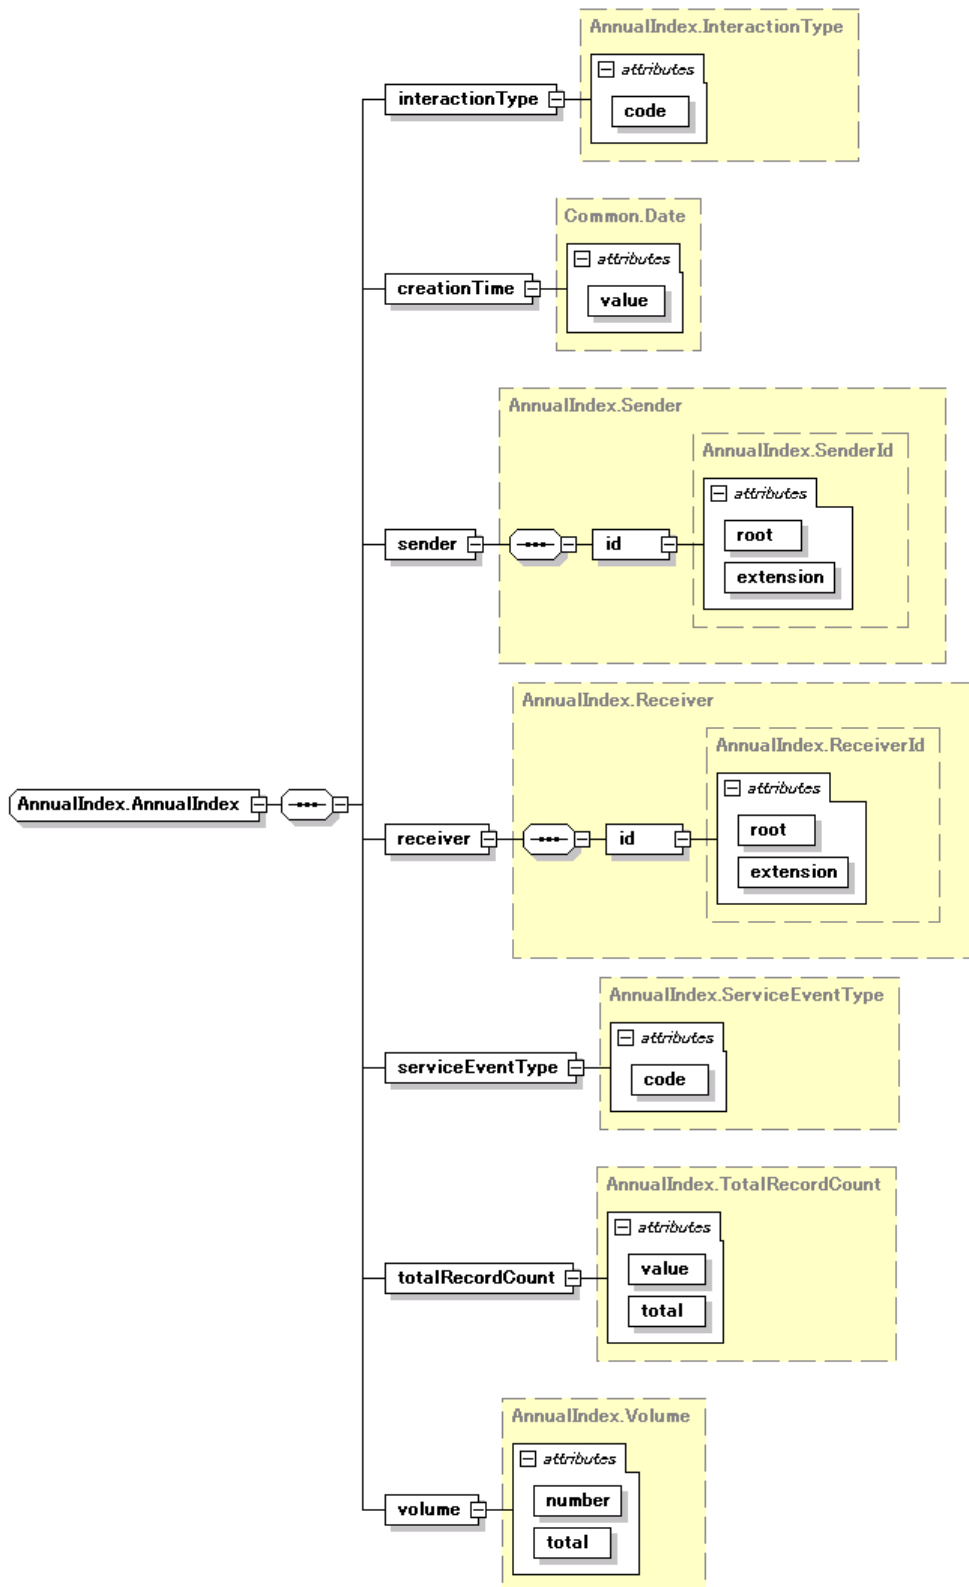 AnnualIndex.InteractionType
attributes
interactionType
code
Common.Date
attributes
creationTime
value
AnnualIndex.Sender
AnnualIndex.SenderId
attributes
sender
id
root
extension
AnnualIndex.Receiver
AnnualIndex.ReceiverId
attributes
AnnualIndex.AnnualIndex
receiver
id
root
extension
AnnualIndex.ServiceEventType
attributes
serviceEventType
code
AnnualIndex.TotalRecordCount
attributes
totalRecordCount
value
total
AnnualIndex.Volume
attributes
volume
number
total